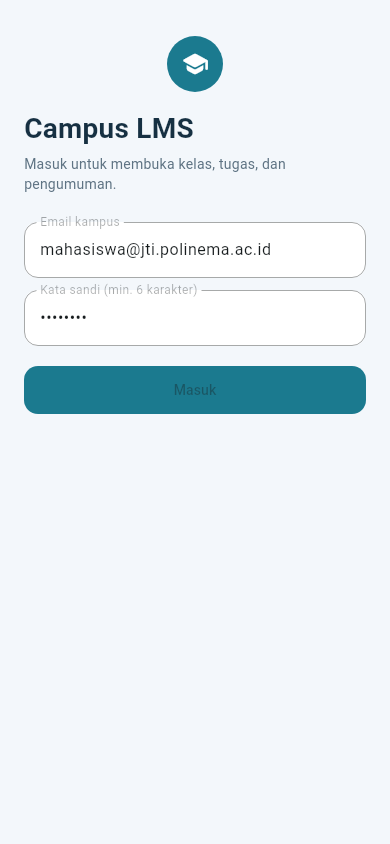 Campus LMS
Masuk untuk membuka kelas, tugas, dan
pengumuman.
Email kampus
mahasiswa@jti.polinema.ac.id
Kata sandi (min. 6 karakter)
••••••••
Masuk